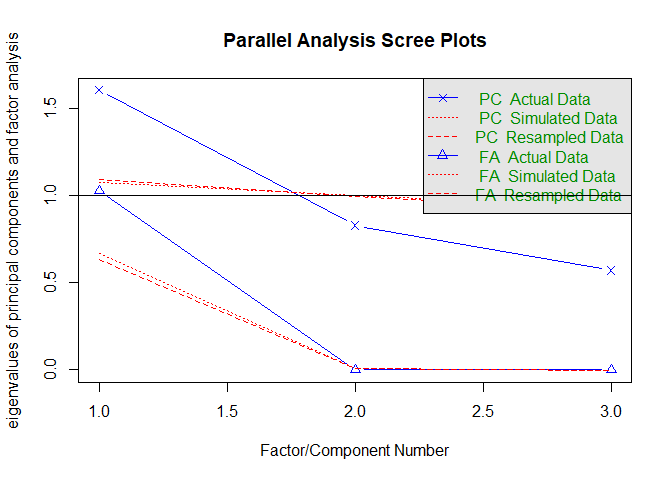 Parallel Analysis Scree Plots
eigenvalues of principal components and factor analysis
1.5
1.0
0.5
0.0
PC Actual Data
PC Simulated Data
PC Resampled Data
FA Actual Data
FA Simulated Data
FA Resampled Data
1.0 1.5 2.0 2.5 3.0
Factor/Component Number